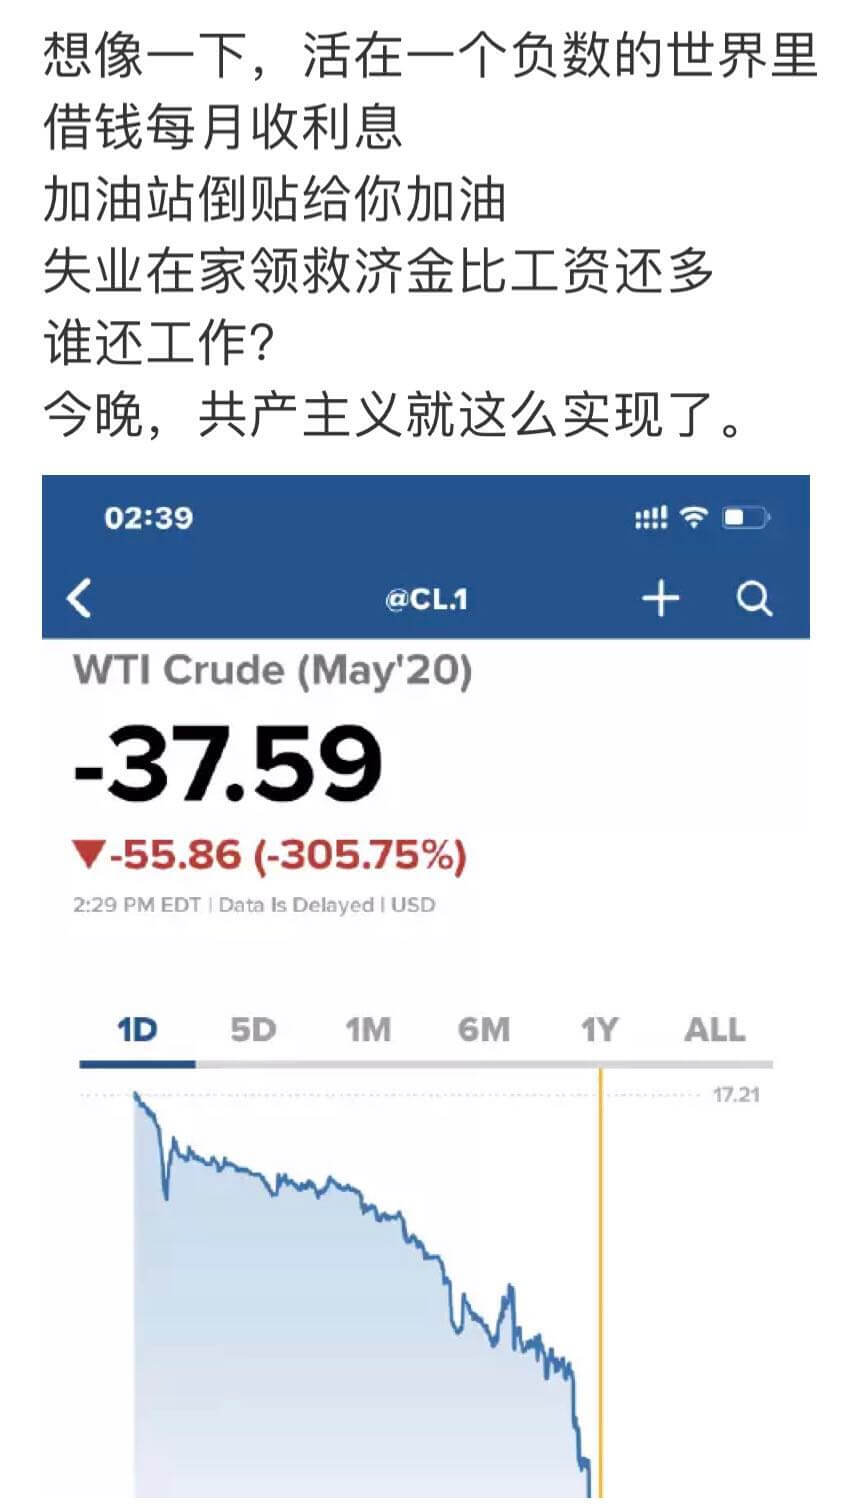 想像一下，活在一个负数的世界里
借钱每月收利息
加油站倒贴给你加油
失业在家领救济金比工资还多
谁还工作？
今晚，共产主义就这么实现了。
02:39
@CL.1
WTI Crude (May'20)
-37.59
▼-55.86 (-305.75%)
2:29 PM EDT | Data Is Delayed | USD
1D 5D 1M 6M 1Y ALL
17.21